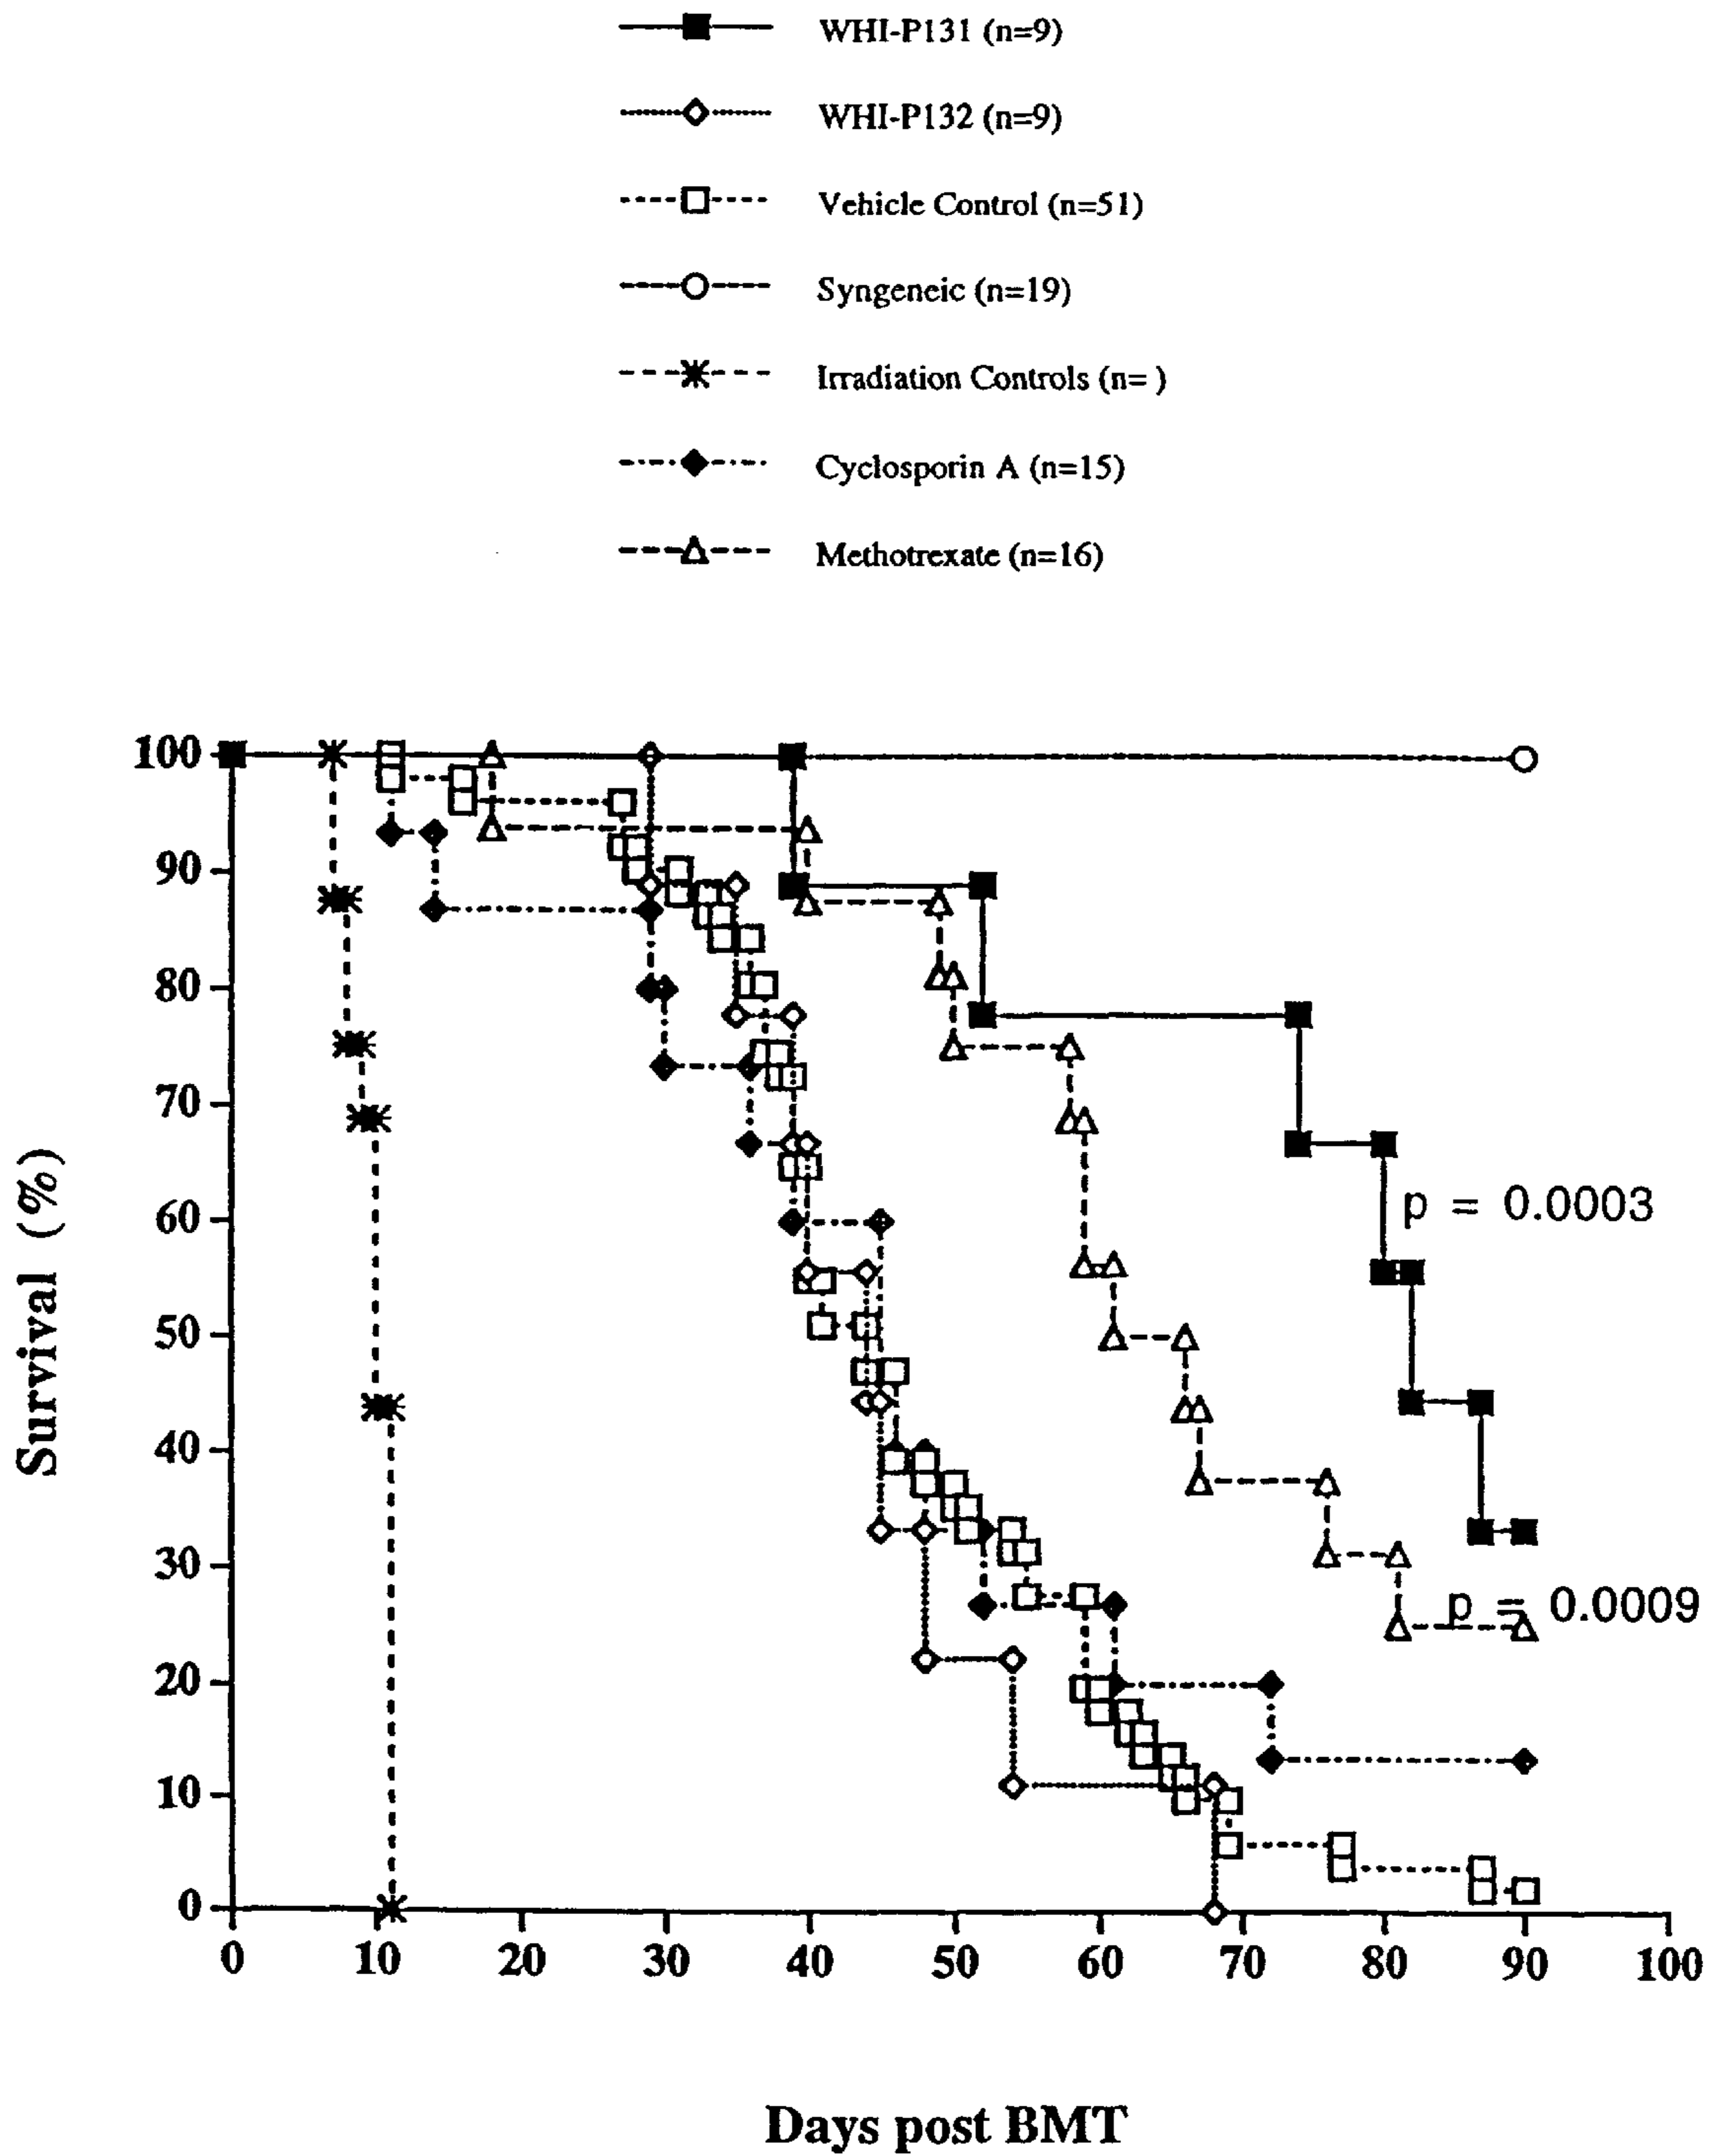 WHI-P131 (n=9)
WHI-P132 (n=9)
Vehicle Control (n=51)
Syngeneic (n=19)
Irradiation Controls (n= )
Cyclosporin A (n=15)
Methotrexate (n=16)
100
90
80
70
60
50
40
30
20
10
0
Survival (%)
p = 0.0003
p = 0.0009
0 10 20 30 40 50 60 70 80 90 100
Days post BMT